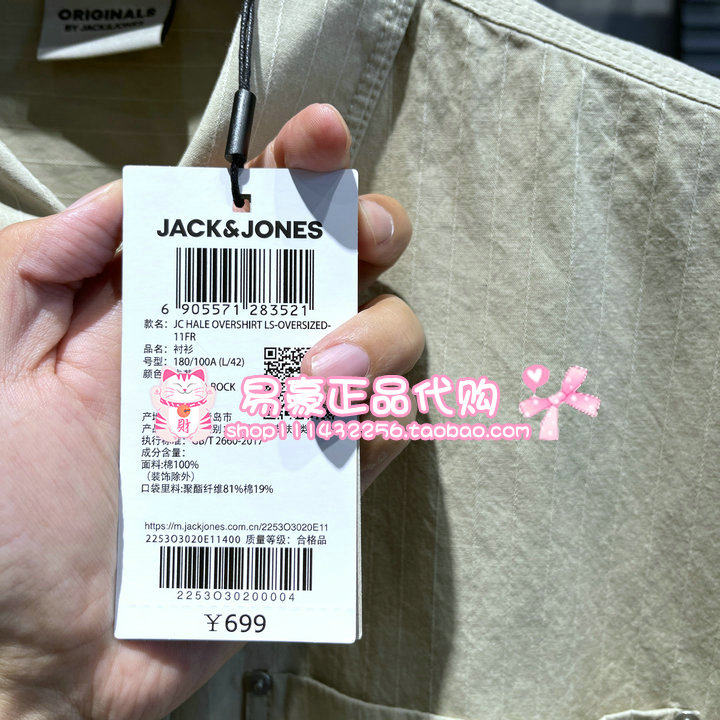 ORIGINALS
BY JACK&JONES
JACK&JONES
6 905571 283521
款名: JC HALE OVERSHIRT LS-OVERSIZED-
11FR
品名: 衬衫
号型: 180/100A (L/42)
颜色
ROCK
易豪正品代购
shop111432256.taobao.com
财
岛市
执行标准: GB/T 2660-2017
成分含量:
面料:棉100%
(装饰除外)
口袋里料:聚酯纤维81%棉19%
https://m.jackjones.com.cn/2253O3020E11
2253O3020E11400 质量等级: 合格品
2253O30200004
¥699